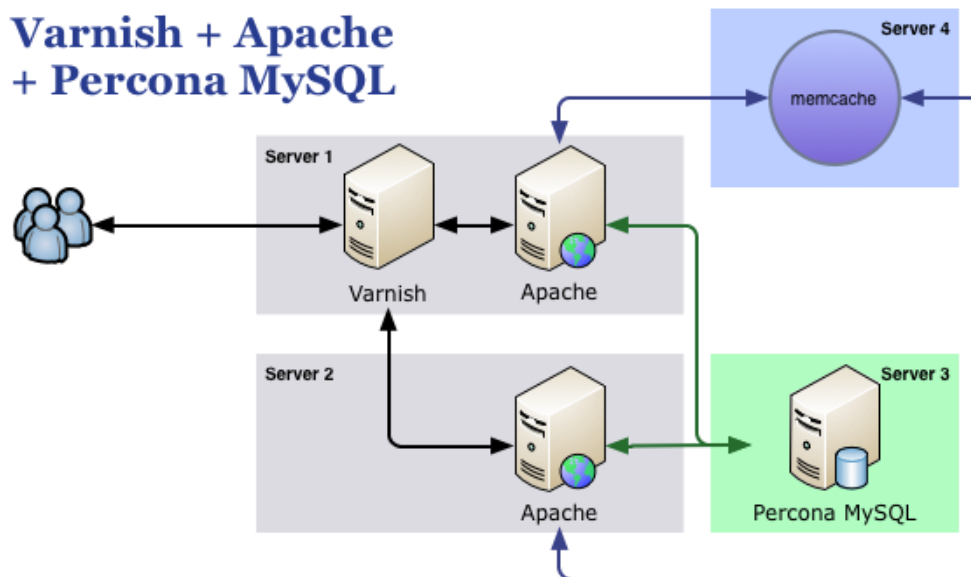 Varnish + Apache
+ Percona MySQL
Server 4
memcache
Server 1
Varnish
Apache
Server 2
Apache
Server 3
Percona MySQL